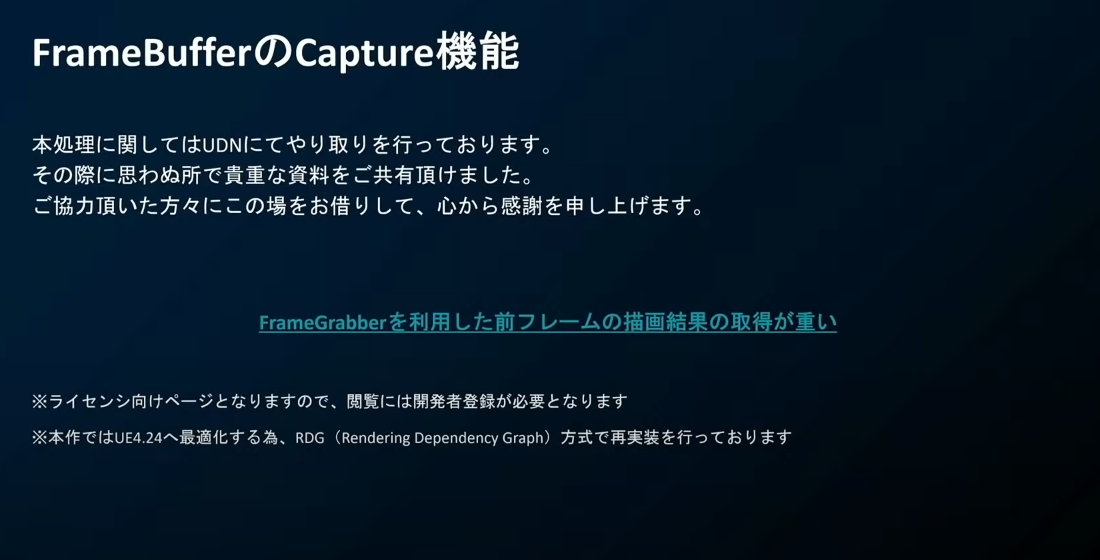 FrameBufferのCapture機能
本処理に関してはUDNにてやり取りを行っております。
その際に思わぬ所で貴重な資料をご共有頂けました。
ご協力頂いた方々にこの場をお借りして、心から感謝を申し上げます。
FrameGrabberを利用した前フレームの描画結果の取得が重い
※ライセンシ向けページとなりますので、閲覧には開発者登録が必要となります
※本作ではUE4.24へ最適化する為、RDG（Rendering Dependency Graph）方式で再実装を行っております